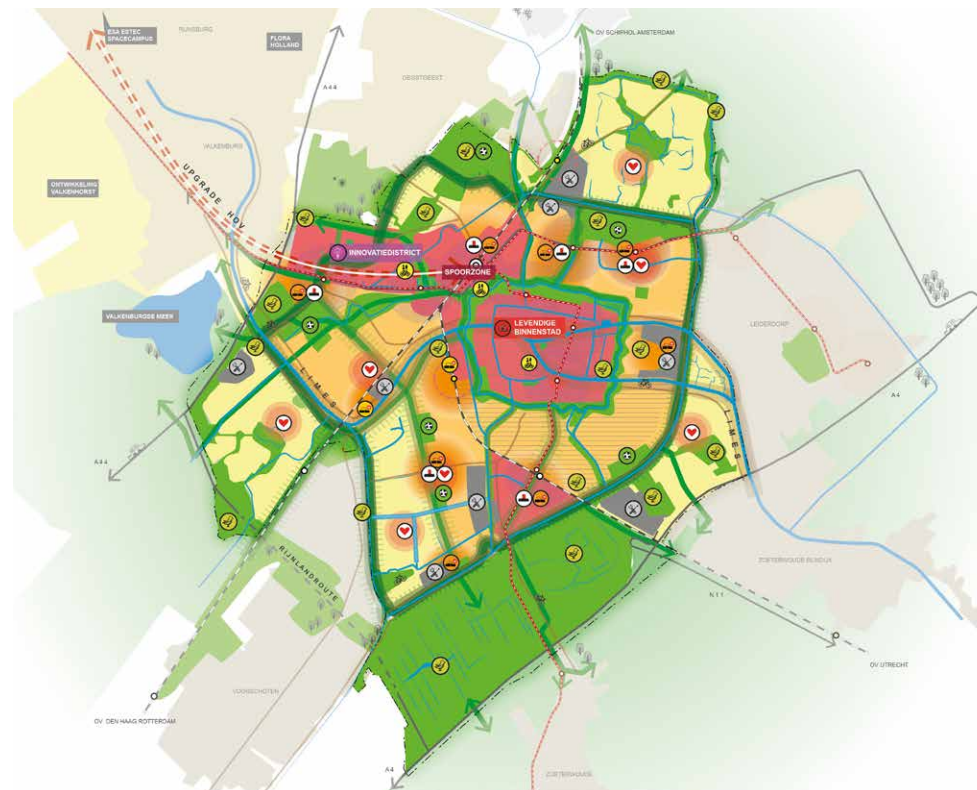 ESA ESTEC
SPACECAMPUS
RIJNSBURG
FLORA
HOLLAND
OV SCHIPHOL AMSTERDAM
OEGSTGEEST
A44
VALKENBURG
ONTWIKKELING
VALKENHORST
UPGRADE HOV
INNOVATIEDISTRICT
SPOORZONE
VALKENBURGSE MEER
LEVENDIGE
BINNENSTAD
LEIDERDORP
LIMES
A4
LIMES
A44
ZOETERWOUDE RIJNDIJK
RIJNLANDROUTE
N11
OV UTRECHT
VOORSCHOTEN
OV DEN HAAG ROTTERDAM
A4
ZOETERWOUDE